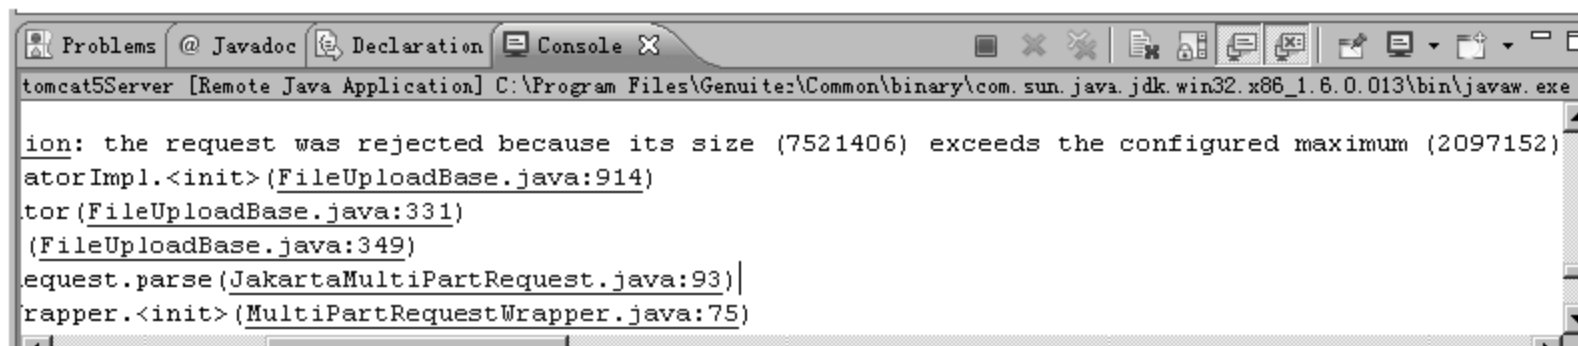 Problems @ Javadoc Declaration Console
tomcat5Server [Remote Java Application] C:\Program Files\Genuitec\Common\binary\com.sun.java.jdk.win32.x86_1.6.0.013\bin\javaw.exe
ion: the request was rejected because its size (7521406) exceeds the configured maximum (2097152)
atorImpl.<init>(FileUploadBase.java:914)
tor(FileUploadBase.java:331)
(FileUploadBase.java:349)
equest.parse(JakartaMultiPartRequest.java:93)
rapper.<init>(MultiPartRequestWrapper.java:75)